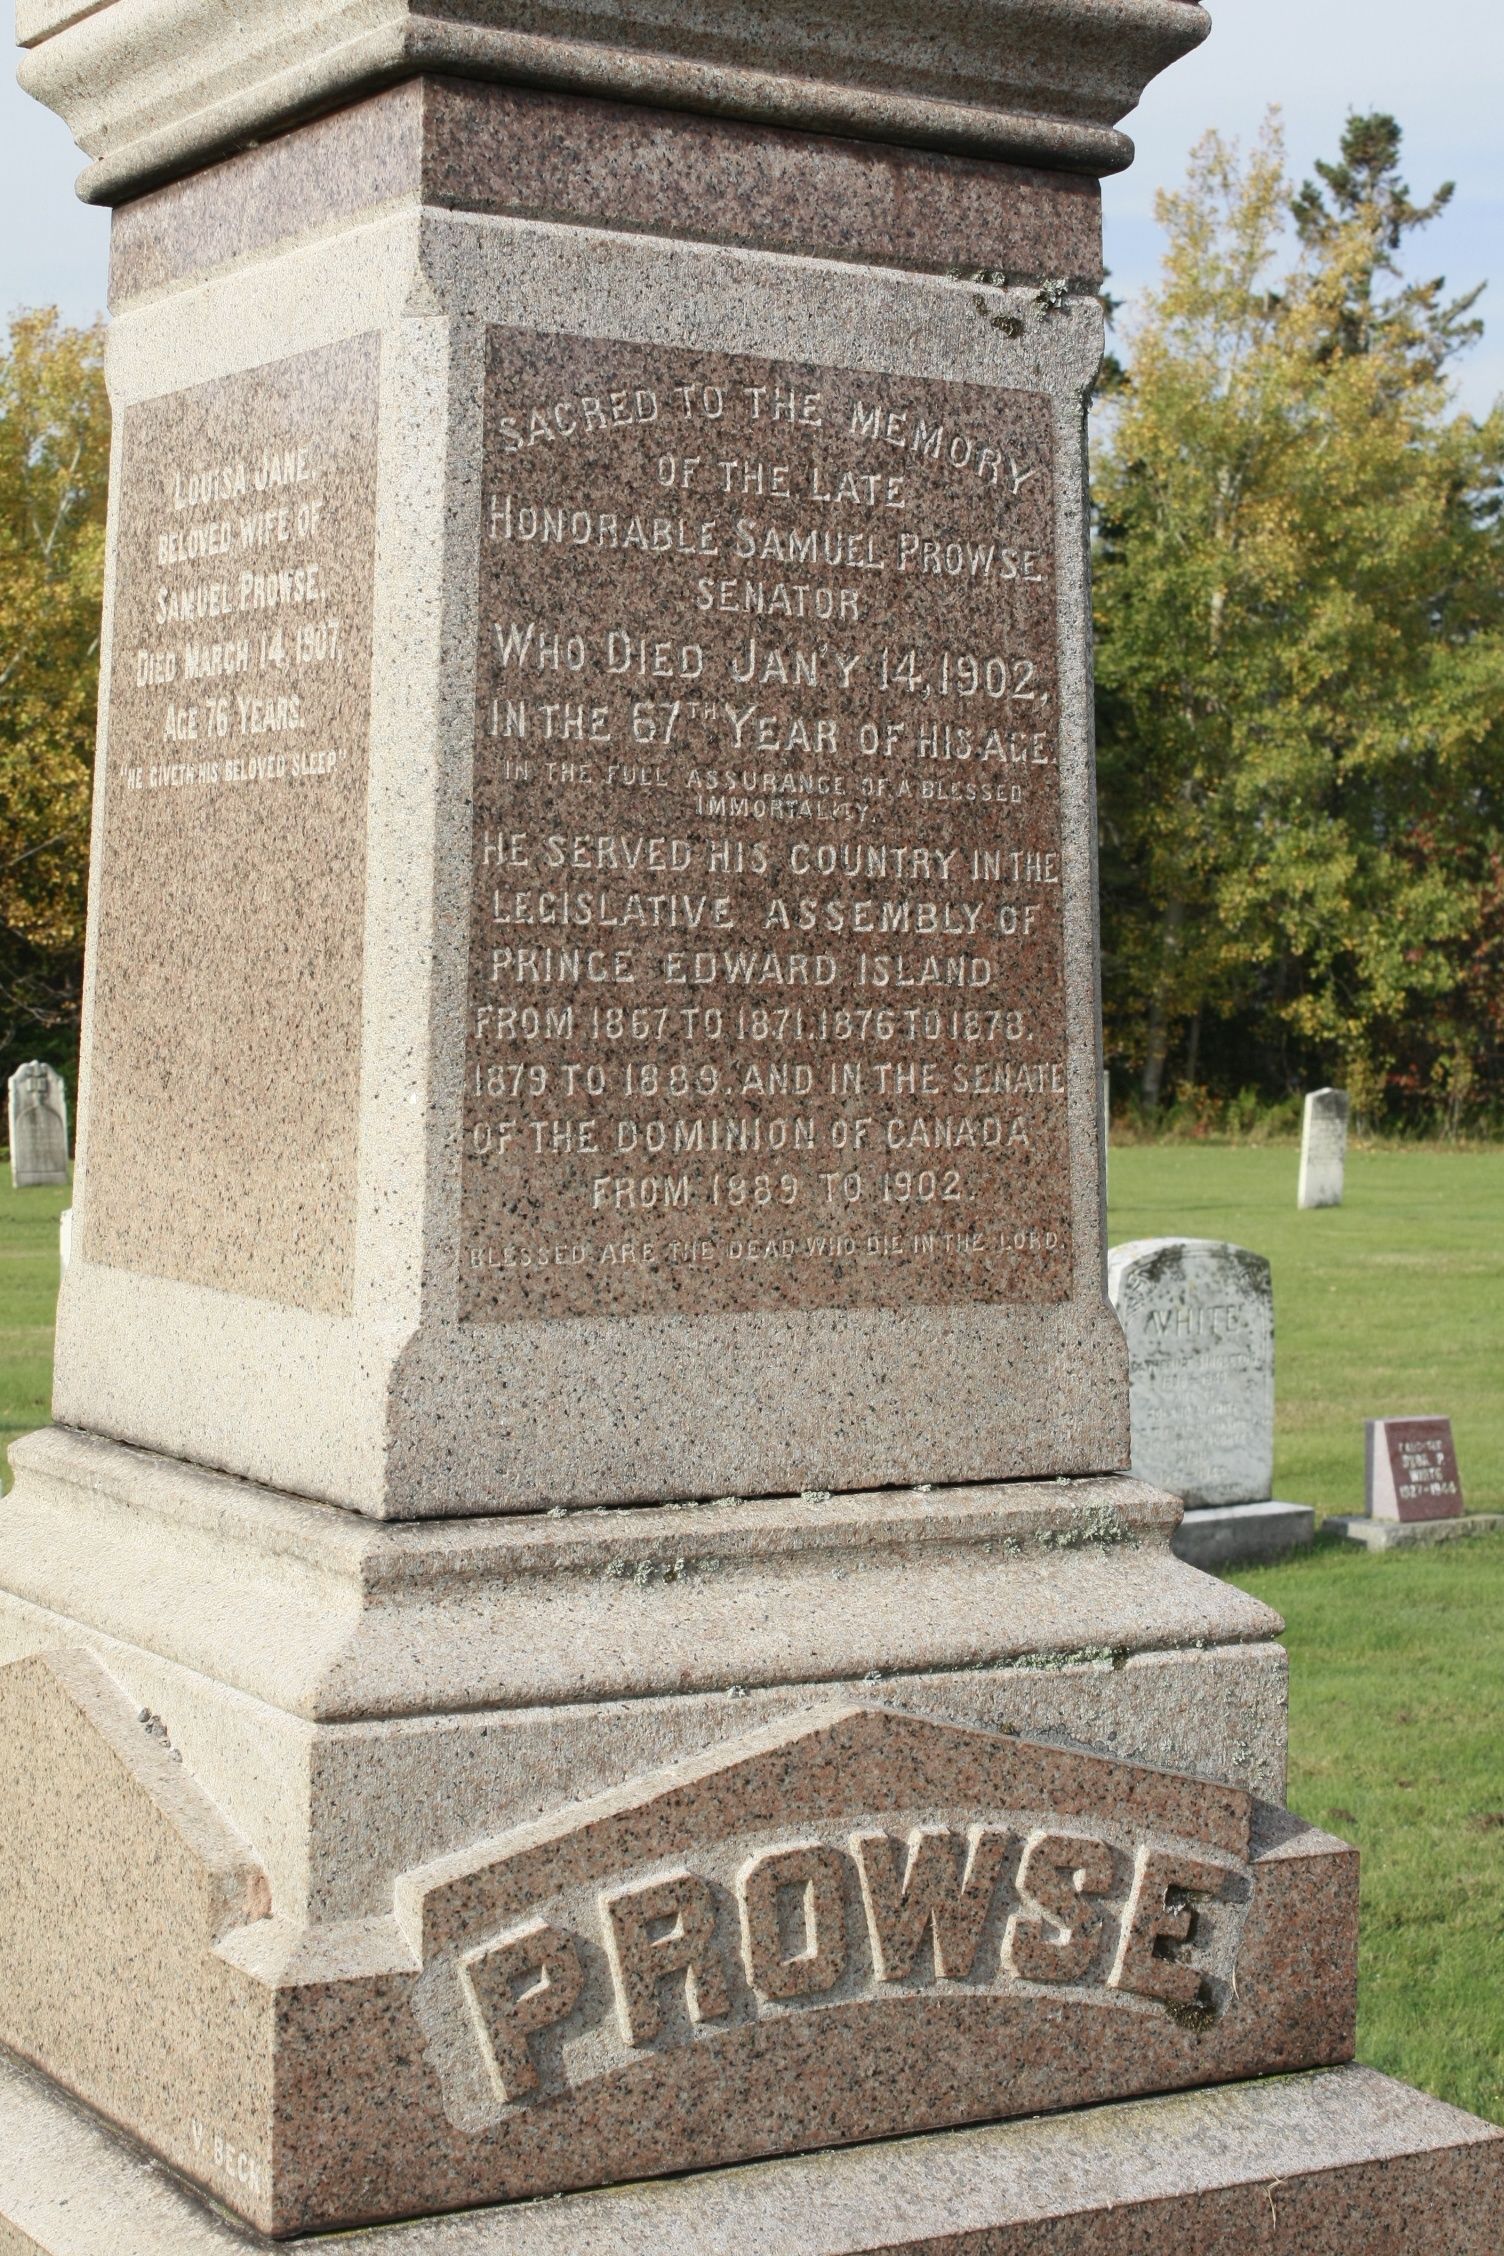 LOUISA JANE,
BELOVED WIFE OF
SAMUEL PROWSE.
DIED MARCH 14, 1907
AGE 76 YEARS.
"HE GIVETH HIS BELOVED SLEEP"
SACRED TO THE MEMORY
OF THE LATE
HONORABLE SAMUEL PROWSE
SENATOR
WHO DIED JAN'Y 14, 1902,
IN THE 67TH YEAR OF HIS AGE.
IN THE FULL ASSURANCE OF A BLESSED
IMMORTALITY.
HE SERVED HIS COUNTRY IN THE
LEGISLATIVE ASSEMBLY OF
PRINCE EDWARD ISLAND
FROM 1867 TO 1871. 1876 TO 1878.
1879 TO 1889. AND IN THE SENATE
OF THE DOMINION OF CANADA
FROM 1889 TO 1902.
BLESSED ARE THE DEAD WHO DIE IN THE LORD.
PROWSE
V. BECK
WHITE